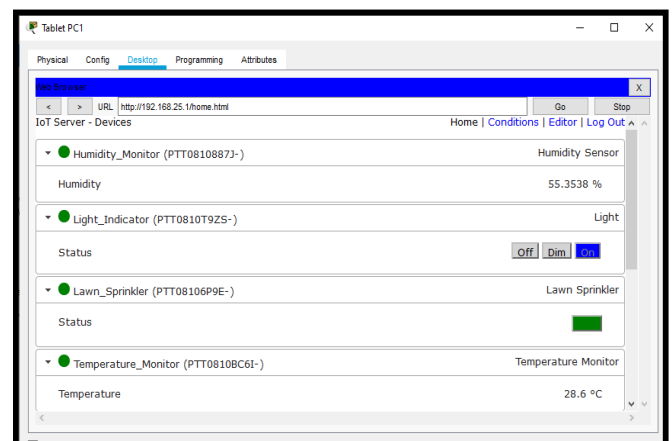 Tablet PC1
Physical Config Desktop Programming Attributes
Web Browser X
< > URL http://192.168.25.1/home.html Go Stop
IoT Server - Devices Home | Conditions | Editor | Log Out
Humidity_Monitor (PTT0810887J-) Humidity Sensor
Humidity 55.3538 %
Light_Indicator (PTT0810T9ZS-) Light
Status Off Dim On
Lawn_Sprinkler (PTT08106P9E-) Lawn Sprinkler
Status
Temperature_Monitor (PTT0810BC6I-) Temperature Monitor
Temperature 28.6 °C